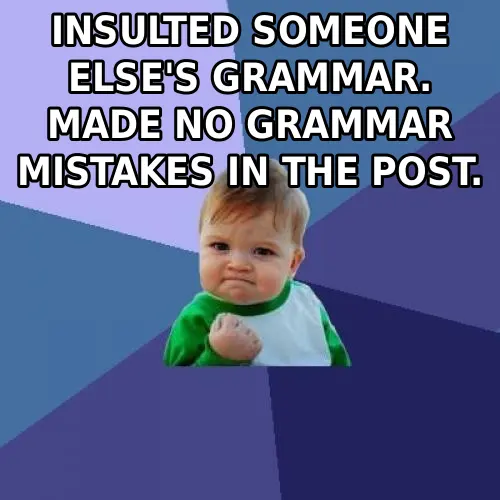 INSULTED SOMEONE
ELSE'S GRAMMAR.
MADE NO GRAMMAR
MISTAKES IN THE POST.